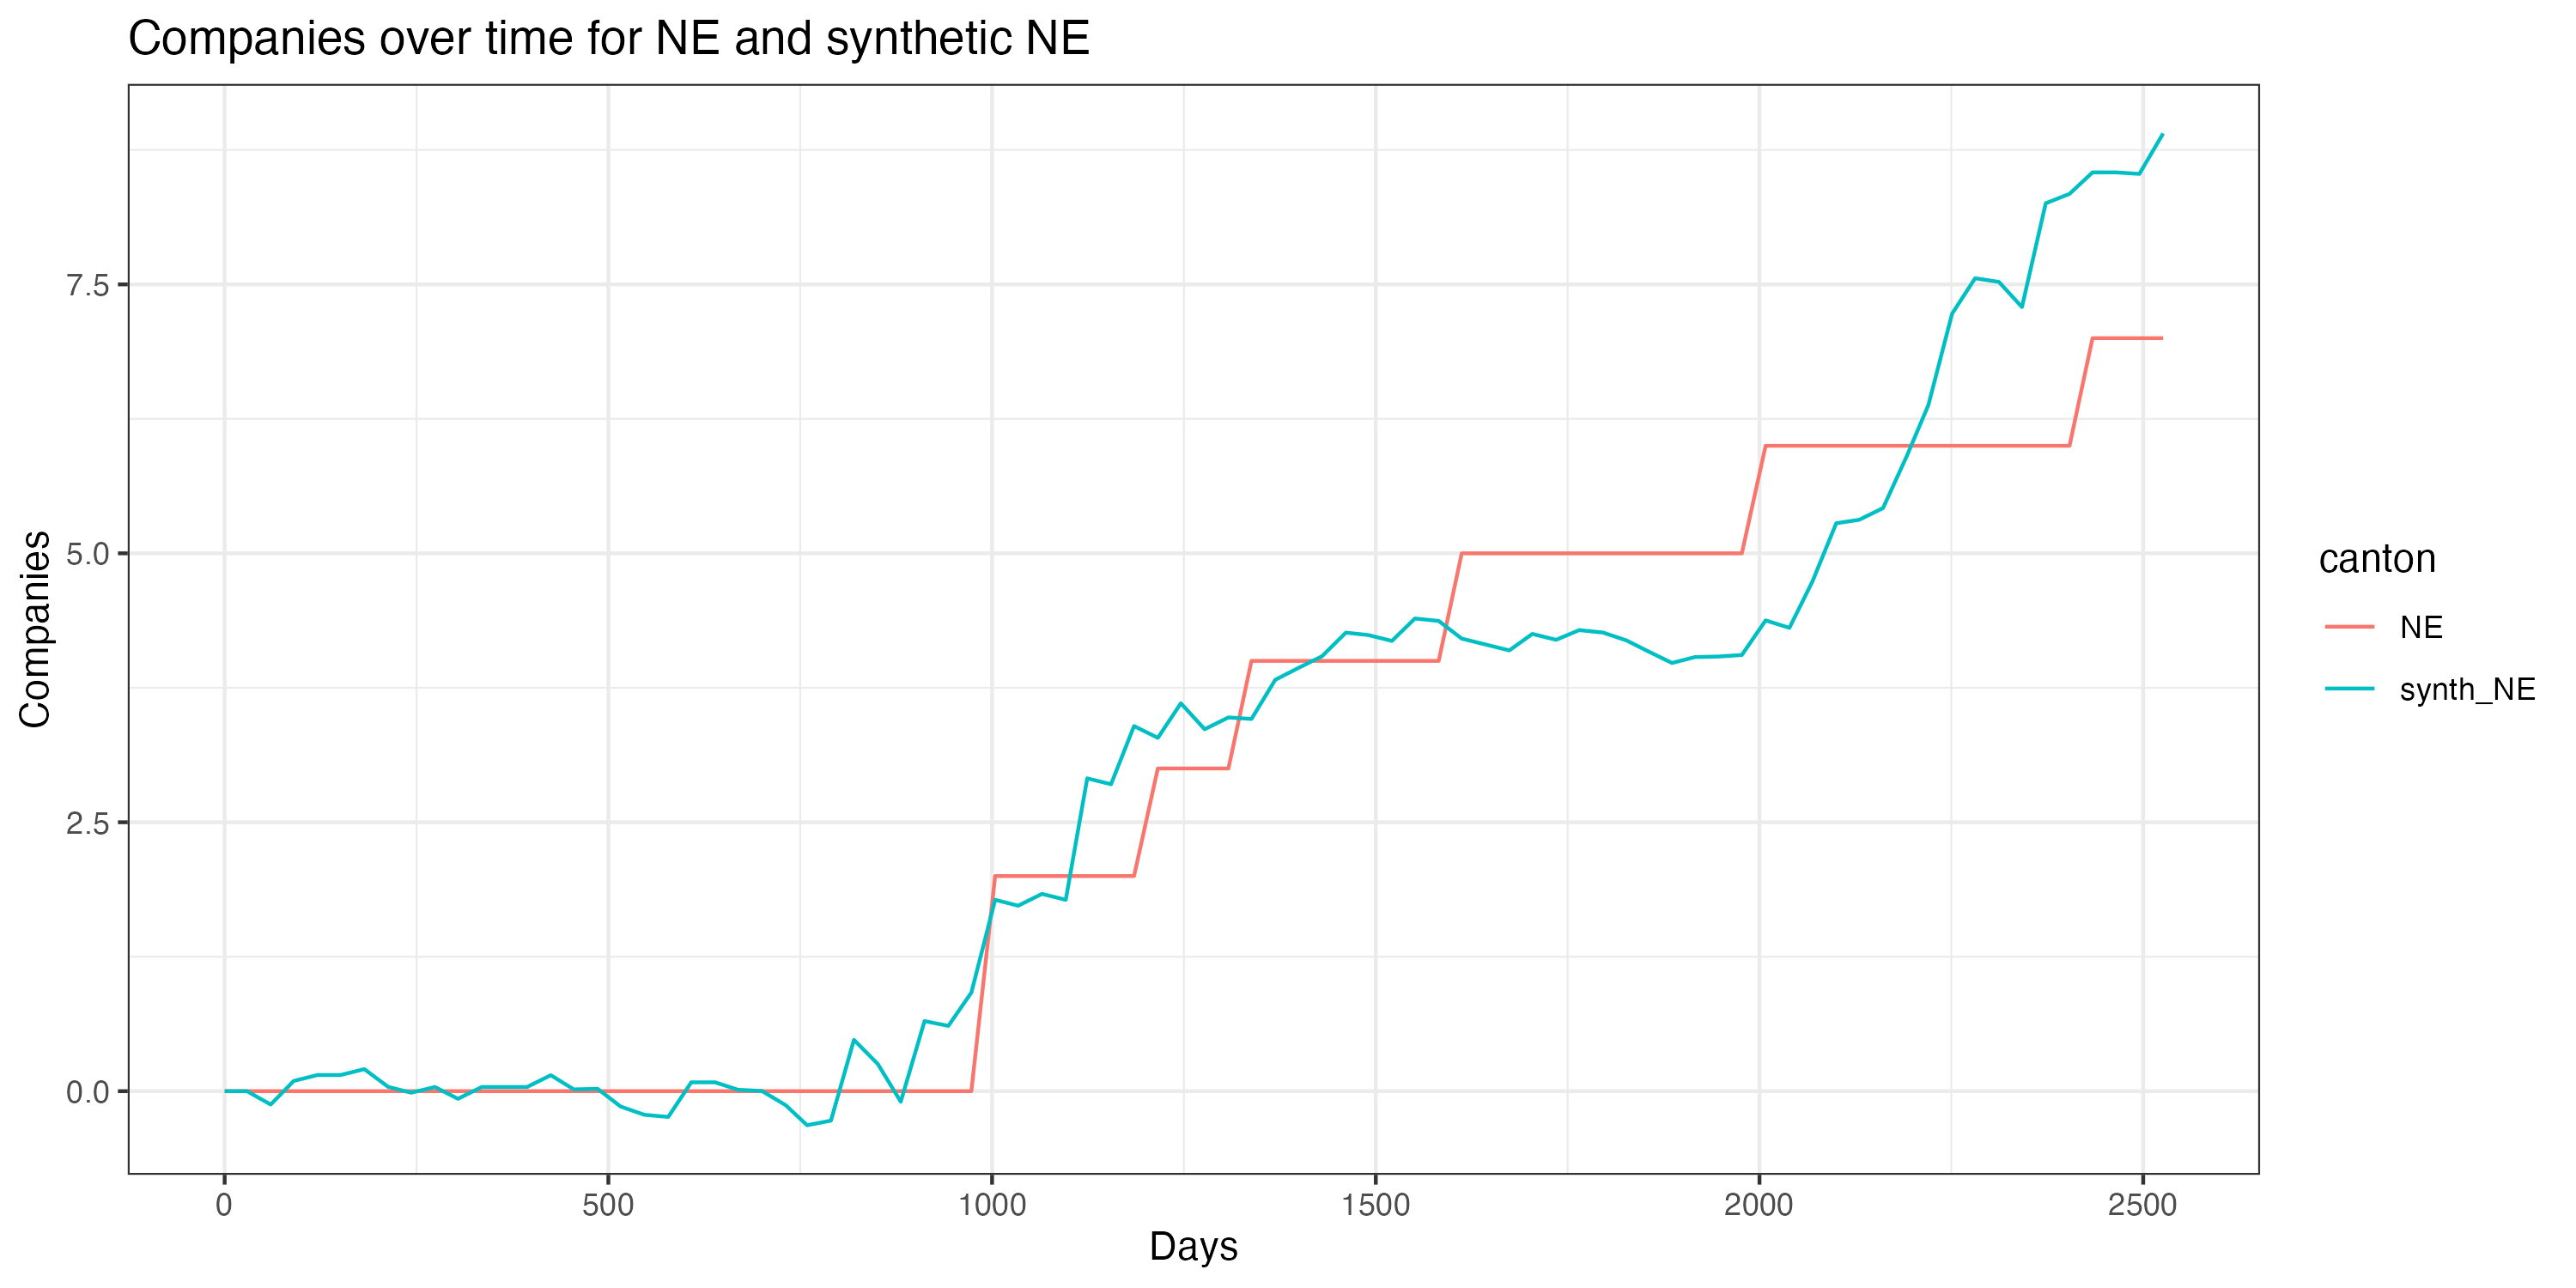 Companies over time for NE and synthetic NE
Companies
7.5
5.0
2.5
0.0
0
500
1000
1500
2000
2500
Days
canton
NE
synth_NE